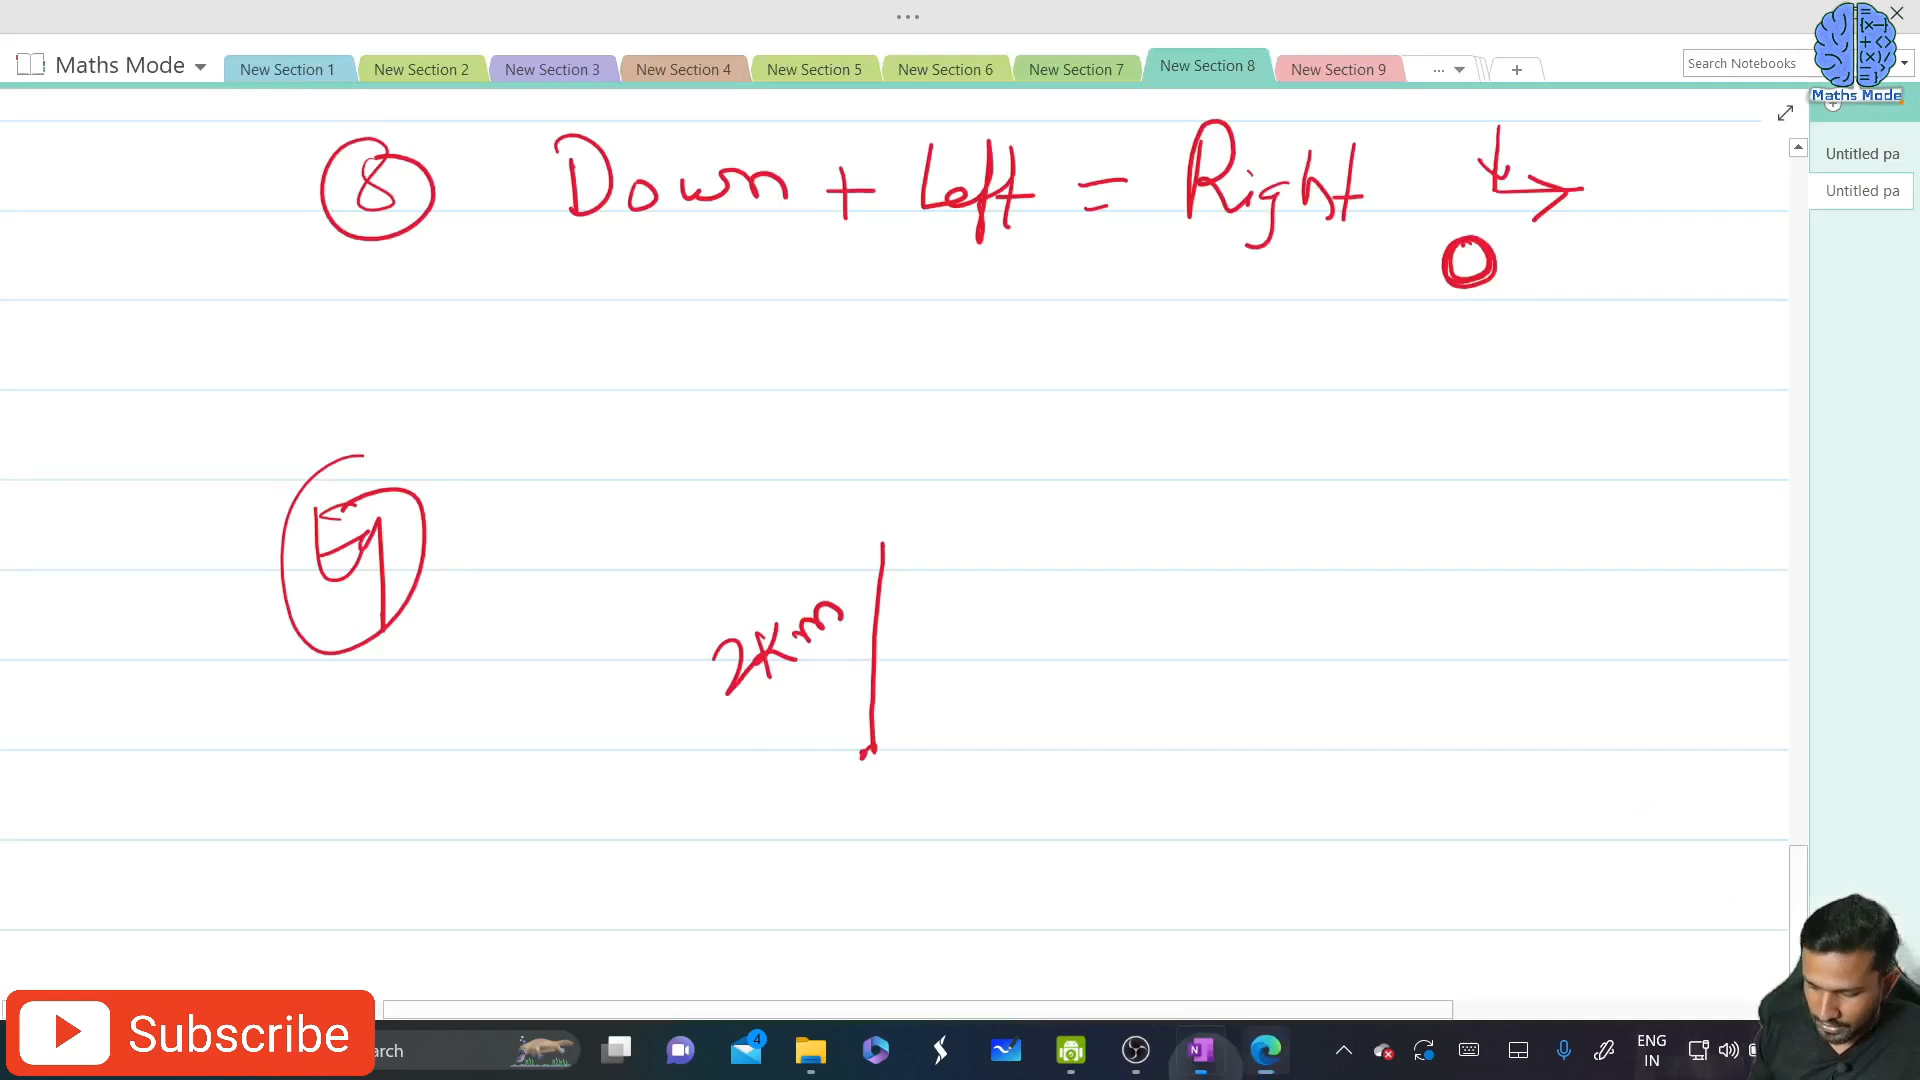 Maths Mode
New Section 1
New Section 2
New Section 3
New Section 4
New Section 5
New Section 6
New Section 7
New Section 8
New Section 9
...
Search Notebooks
Maths Mode
Untitled pa
Untitled pa
8 Down + Left = Right
9
2Km
Subscribe
arch
4
ENG
IN